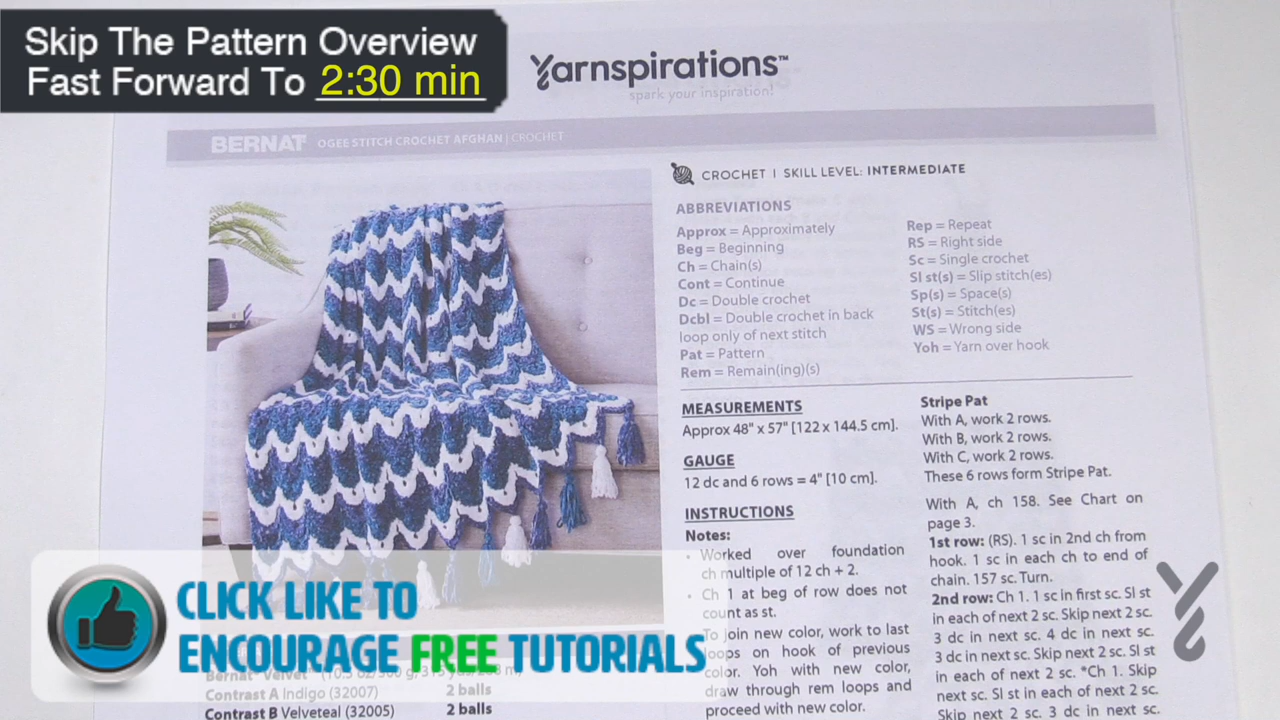 Skip The Pattern Overview
Fast Forward To 2:30 min
Yarnspirations™
spark your inspiration!
BERNAT OGEE STITCH CROCHET AFGHAN | CROCHET
CROCHET I SKILL LEVEL: INTERMEDIATE
ABBREVIATIONS
Approx = Approximately
Beg = Beginning
Ch = Chain(s)
Cont = Continue
Dc = Double crochet
Dcbl = Double crochet in back
loop only of next stitch
Pat = Pattern
Rem = Remain(ing)(s)
Rep = Repeat
RS = Right side
Sc = Single crochet
Sl st(s) = Slip stitch(es)
Sp(s) = Space(s)
St(s) = Stitch(es)
WS = Wrong side
Yoh = Yarn over hook
MEASUREMENTS
Approx 48" x 57" [122 x 144.5 cm].
GAUGE
12 dc and 6 rows = 4" [10 cm].
INSTRUCTIONS
Notes:
• Worked over foundation
ch multiple of 12 ch + 2.
• Ch 1 at beg of row does not
count as st.
To join new color, work to last
loops on hook of previous
color. Yoh with new color,
draw through rem loops and
proceed with new color.
Stripe Pat
With A, work 2 rows.
With B, work 2 rows.
With C, work 2 rows.
These 6 rows form Stripe Pat.
With A, ch 158. See Chart on
page 3.
1st row: (RS). 1 sc in 2nd ch from
hook. 1 sc in each ch to end of
chain. 157 sc. Turn.
2nd row: Ch 1. 1 sc in first sc. Sl st
in each of next 2 sc. Skip next 2 sc.
3 dc in next sc. 4 dc in next sc.
3 dc in next sc. Skip next 2 sc. Sl st
in each of next 2 sc. *Ch 1. Skip
next sc. Sl st in each of next 2 sc.
Skip next 2 sc. 3 dc in next sc.
CLICK LIKE TO
ENCOURAGE FREE TUTORIALS
Bernat® Velvet™ (10.5 oz/300 g;
Contrast A Indigo (32007) 2 balls
Contrast B Velveteal (32005) 2 balls